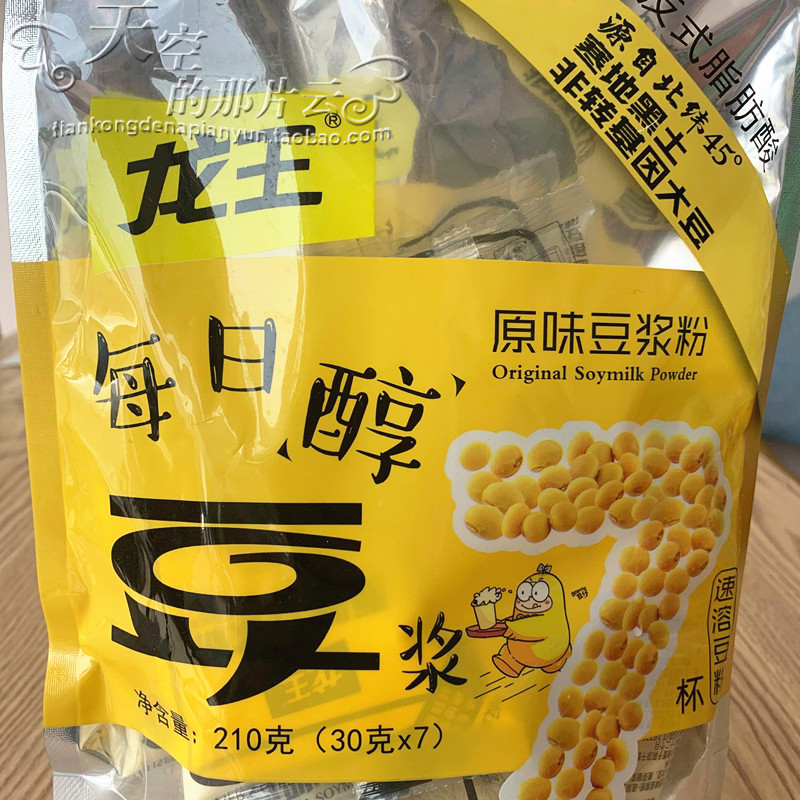 天空
的那片云
tiankongdenapianyun.taobao.com
反式脂肪酸
源自北纬45°
寒地黑土
非转基因大豆
龙王®
原味豆浆粉
Original Soymilk Powder
每日醇
豆浆
7杯
速溶豆粉
净含量：210克（30克x7）
龙王